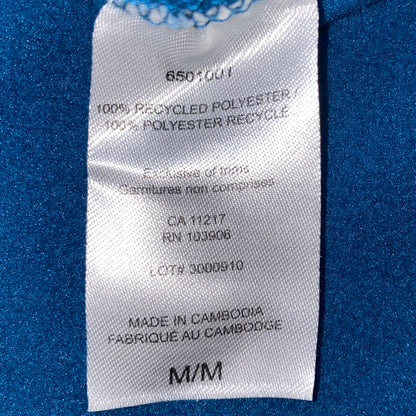 6501001
100% RECYCLED POLYESTER /
100% POLYESTER RECYCLÉ
Exclusive of trims
Garnitures non comprises
CA 11217
RN 103906
LOT# 3000910
MADE IN CAMBODIA
FABRIQUÉ AU CAMBODGE
M/M